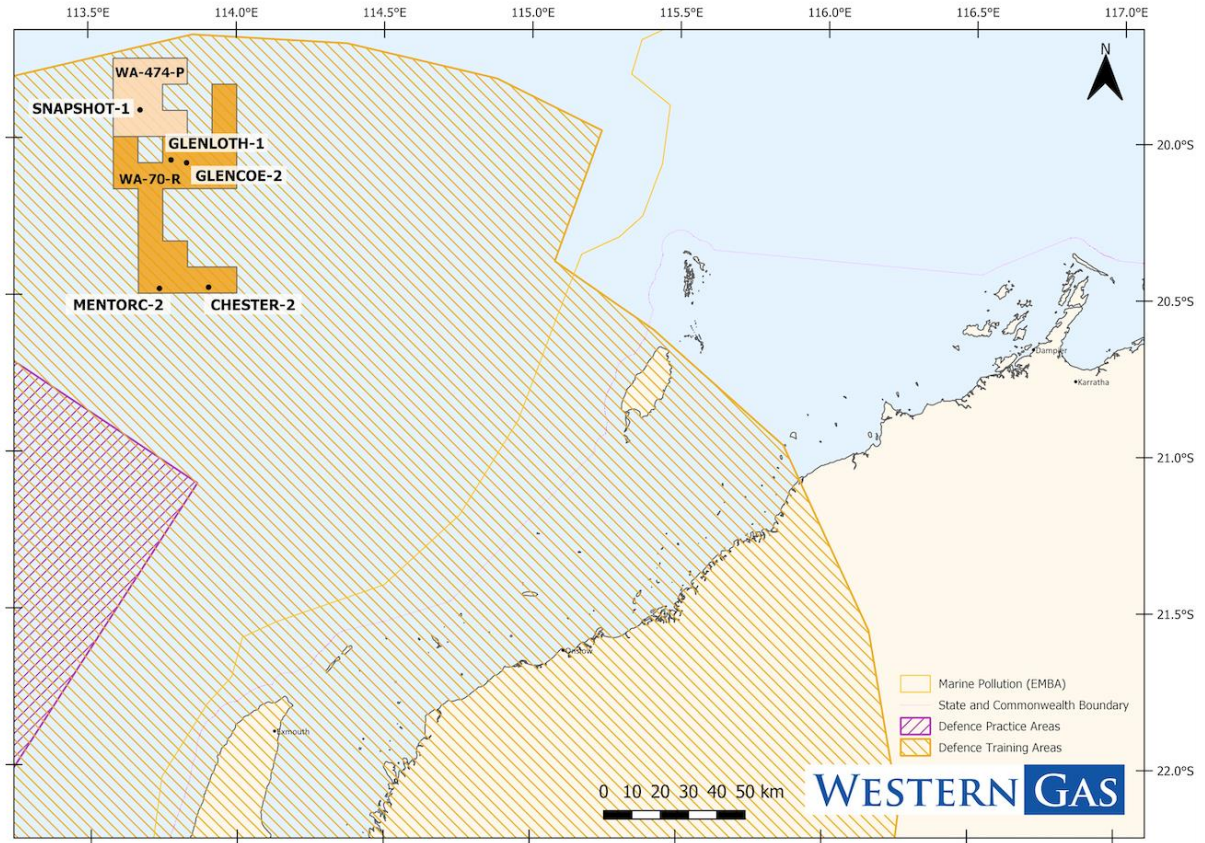 113.5°E
114.0°E
114.5°E
115.0°E
115.5°E
116.0°E
116.5°E
117.0°E
N
WA-474-P
SNAPSHOT-1
GLENLOTH-1
GLENCOE-2
WA-70-R
MENTORC-2
CHESTER-2
20.0°S
20.5°S
21.0°S
21.5°S
22.0°S
Dampier
Karratha
Onslow
Exmouth
Marine Pollution (EMBA)
State and Commonwealth Boundary
Defence Practice Areas
Defence Training Areas
0 10 20 30 40 50 km
WESTERN GAS